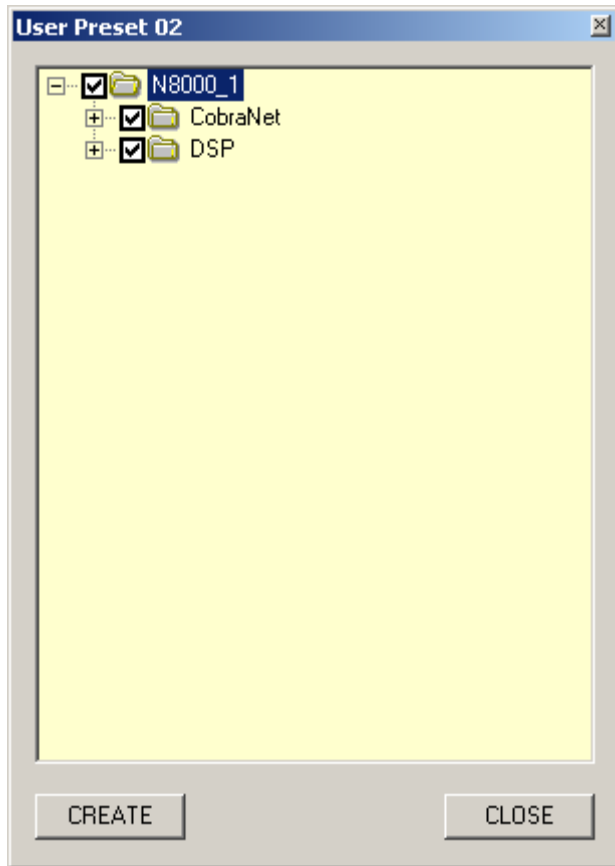 User Preset 02
N8000_1
CobraNet
DSP
CREATE
CLOSE